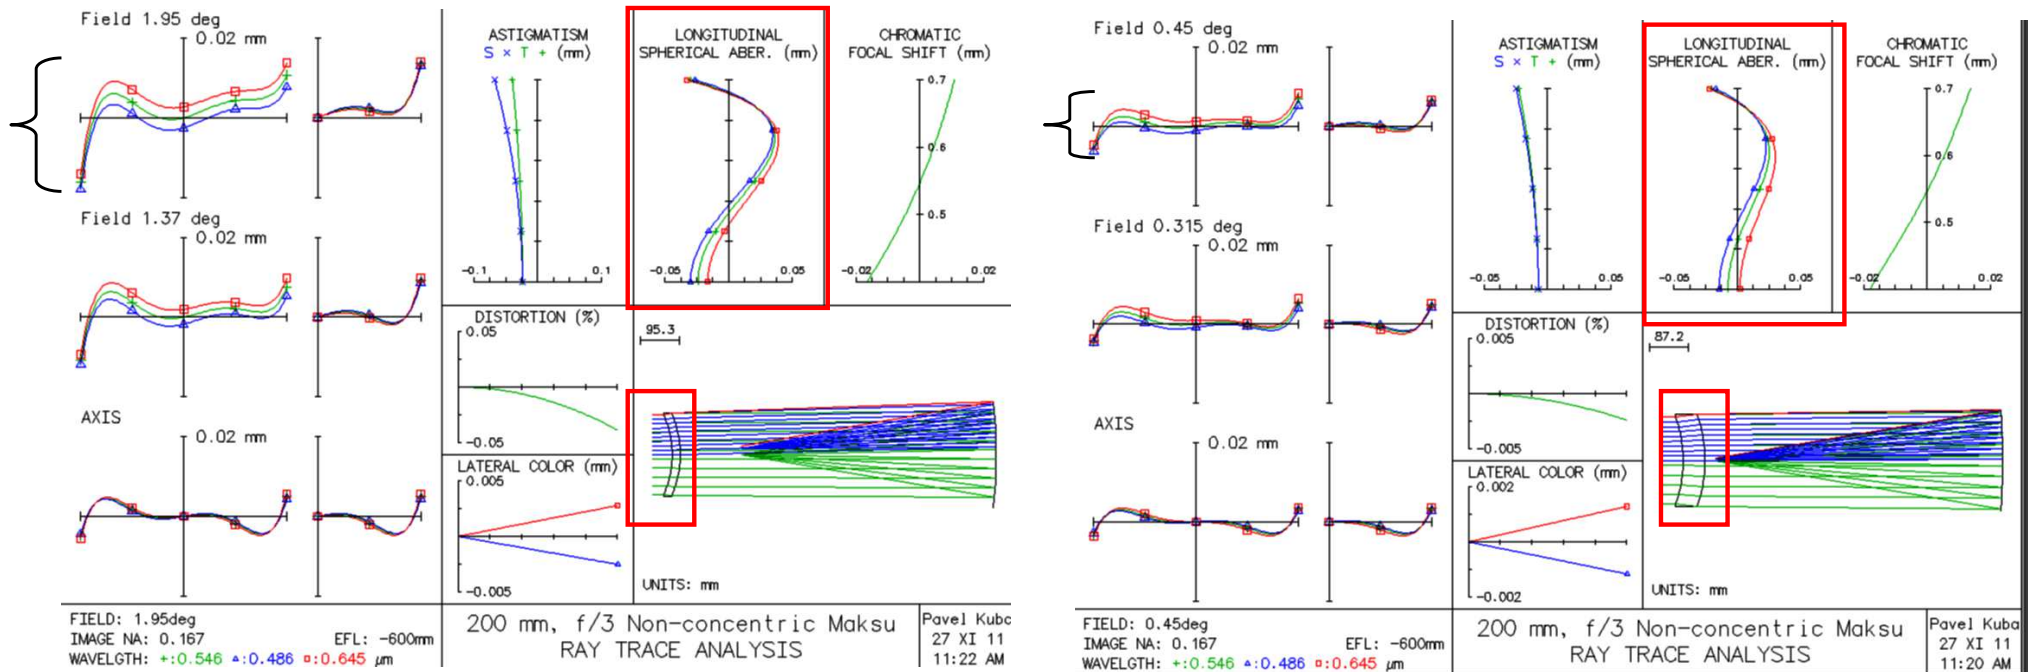 Field 1.95 deg
0.02 mm
Field 1.37 deg
0.02 mm
AXIS
0.02 mm
ASTIGMATISM
S × T + (mm)
-0.1
0.1
LONGITUDINAL
SPHERICAL ABER. (mm)
-0.05
0.05
CHROMATIC
FOCAL SHIFT (mm)
0.7
0.6
0.5
-0.02
0.02
DISTORTION (%)
0.05
-0.05
LATERAL COLOR (mm)
0.005
-0.005
95.3
UNITS: mm
FIELD: 1.95deg
IMAGE NA: 0.167
EFL: -600mm
WAVELGTH: +:0.546 ▵:0.486 ▫:0.645 µm
200 mm, f/3 Non-concentric Maksu
RAY TRACE ANALYSIS
Pavel Kubc
27 XI 11
11:22 AM
Field 0.45 deg
0.02 mm
Field 0.315 deg
0.02 mm
AXIS
0.02 mm
ASTIGMATISM
S × T + (mm)
-0.05
0.05
LONGITUDINAL
SPHERICAL ABER. (mm)
-0.05
0.05
CHROMATIC
FOCAL SHIFT (mm)
0.7
0.6
0.5
-0.02
0.02
DISTORTION (%)
0.005
-0.005
LATERAL COLOR (mm)
0.002
-0.002
87.2
UNITS: mm
FIELD: 0.45deg
IMAGE NA: 0.167
EFL: -600mm
WAVELGTH: +:0.546 ▵:0.486 ▫:0.645 µm
200 mm, f/3 Non-concentric Maksu
RAY TRACE ANALYSIS
Pavel Kuba
27 XI 11
11:20 AM